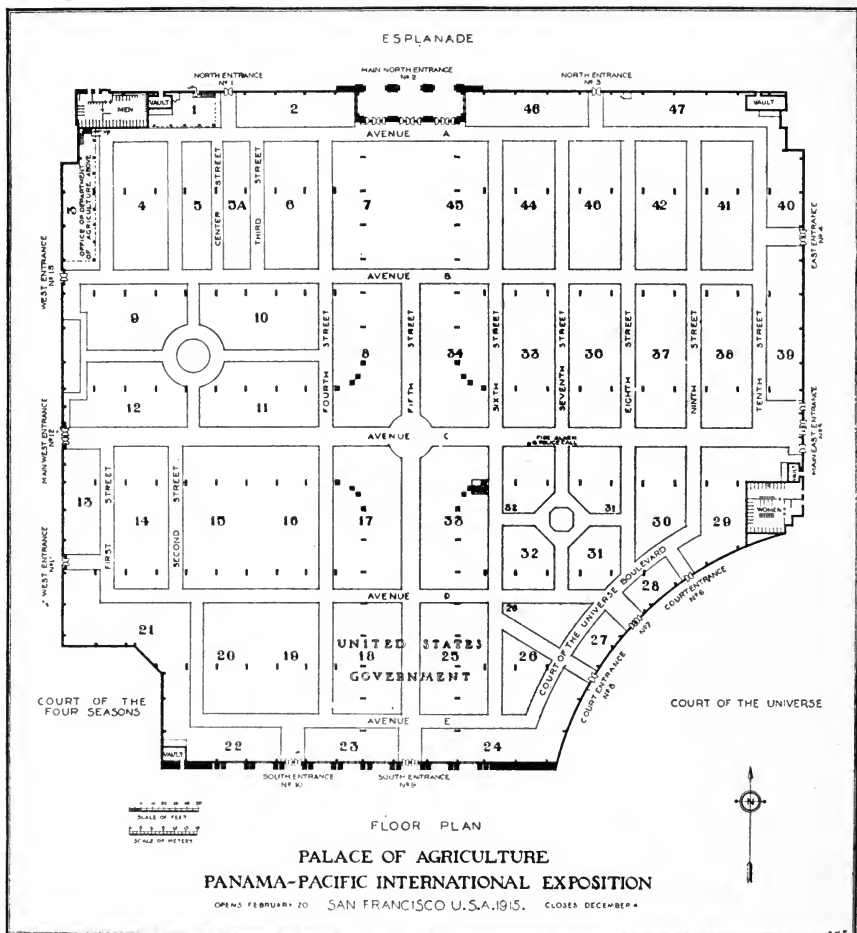 ESPLANADE
NORTH ENTRANCE
Nº 1
MAIN NORTH ENTRANCE
Nº 2
NORTH ENTRANCE
Nº 3
MEN
VAULT
1
2
46
47
VAULT
AVENUE A
3
OFFICE OF DEPARTMENT
OF AGRICULTURE ABOVE
4
5
CENTER STREET
5A
THIRD STREET
6
7
45
44
46
42
41
40
EAST ENTRANCE
Nº 4
WEST ENTRANCE
Nº 13
AVENUE B
9
10
8
34
33
36
37
38
39
FOURTH STREET
FIFTH STREET
SIXTH STREET
SEVENTH STREET
EIGHTH STREET
NINTH STREET
TENTH STREET
12
11
MAIN WEST ENTRANCE
Nº 12
AVENUE C
FIRE ALARM
& POLICE CALL
MAIN EAST ENTRANCE
Nº 5
VAULT
WOMEN
13
FIRST STREET
14
SECOND STREET
15
16
17
33
32
31
32
31
30
29
WEST ENTRANCE
Nº 11
AVENUE D
28
COURT ENTRANCE
Nº 6
COURT OF THE UNIVERSE BOULEVARD
21
20
19
18
25
26
26
27
Nº 7
UNITED STATES
GOVERNMENT
COURT ENTRANCE
Nº 8
COURT OF THE
FOUR SEASONS
COURT OF THE UNIVERSE
AVENUE E
VAULT
22
23
24
SOUTH ENTRANCE
Nº 10
SOUTH ENTRANCE
Nº 9
N
SCALE OF FEET
SCALE OF METERS
FLOOR PLAN
PALACE OF AGRICULTURE
PANAMA-PACIFIC INTERNATIONAL EXPOSITION
OPENS FEBRUARY 20 SAN FRANCISCO U.S.A. 1915. CLOSES DECEMBER 4